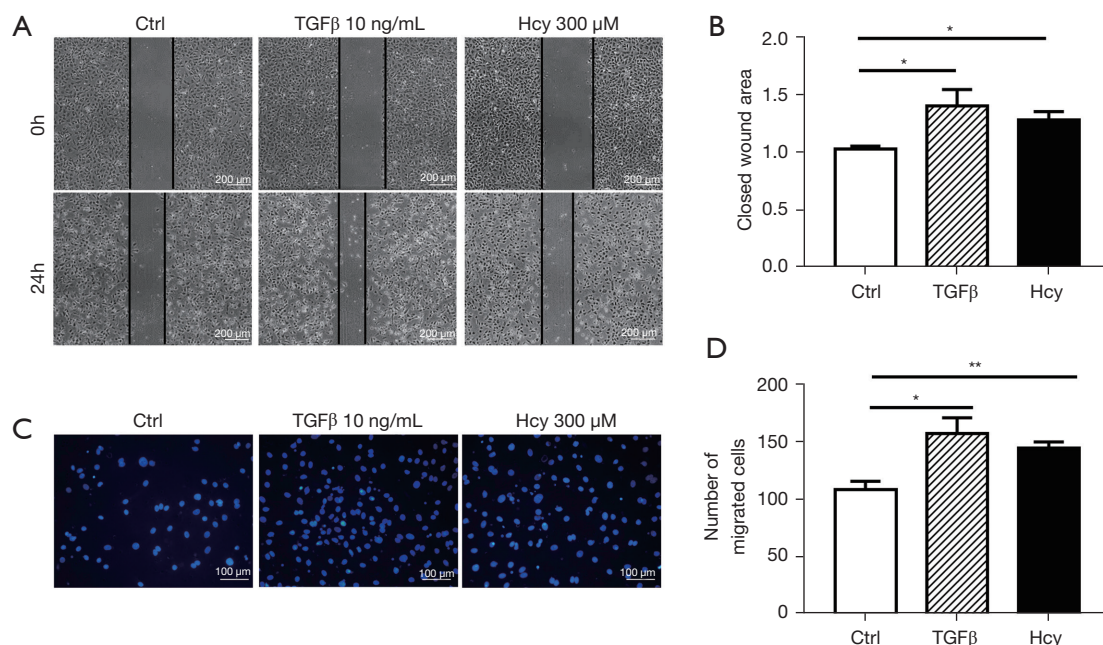 A
Ctrl
TGFβ 10 ng/mL
Hcy 300 μM
0h
200 μm
200 μm
200 μm
24h
200 μm
200 μm
200 μm
B
Closed wound area
2.0
1.5
1.0
0.5
0.0
*
*
Ctrl
TGFβ
Hcy
C
Ctrl
TGFβ 10 ng/mL
Hcy 300 μM
100 μm
100 μm
100 μm
D
Number of
migrated cells
200
150
100
50
0
**
*
Ctrl
TGFβ
Hcy